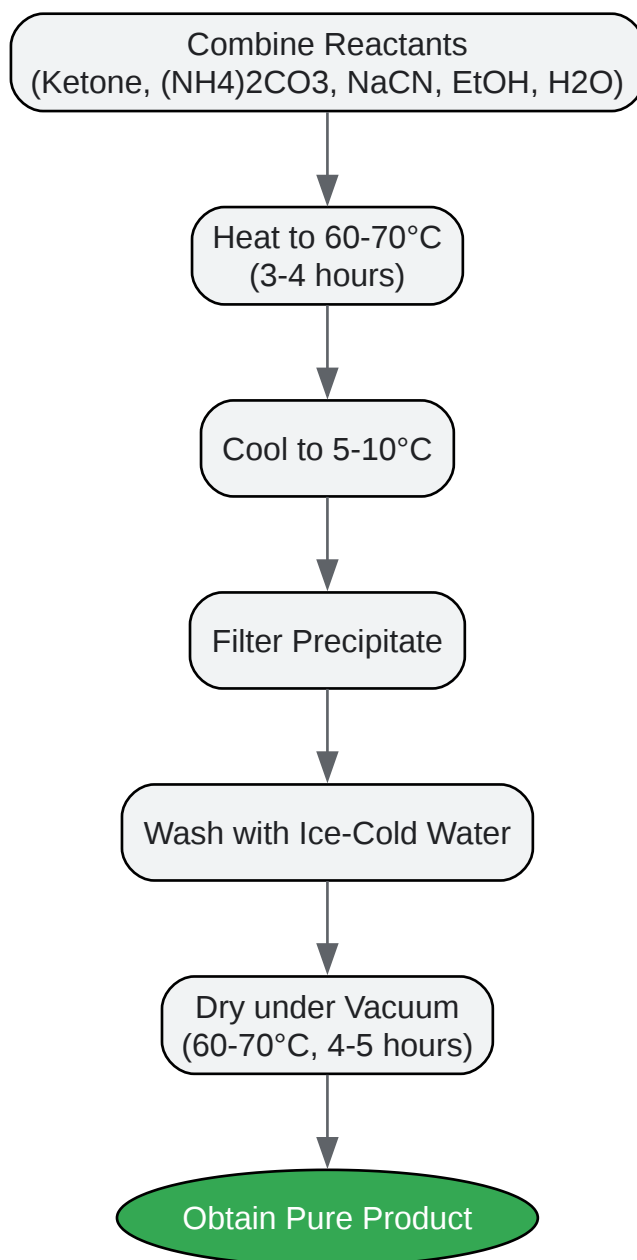 Combine Reactants
(Ketone, (NH4)2CO3, NaCN, EtOH, H2O)
Heat to 60-70°C
(3-4 hours)
Cool to 5-10°C
Filter Precipitate
Wash with Ice-Cold Water
Dry under Vacuum
(60-70°C, 4-5 hours)
Obtain Pure Product